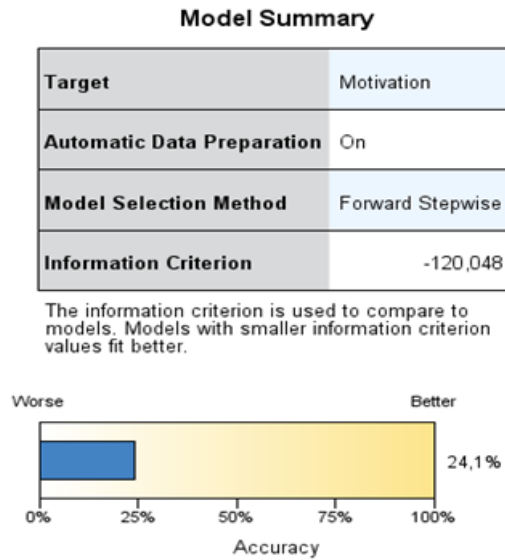 Model Summary
Target Motivation
Automatic Data Preparation On
Model Selection Method Forward Stepwise
Information Criterion -120,048
The information criterion is used to compare to
models. Models with smaller information criterion
values fit better.
Worse Better
24,1%
0% 25% 50% 75% 100%
Accuracy